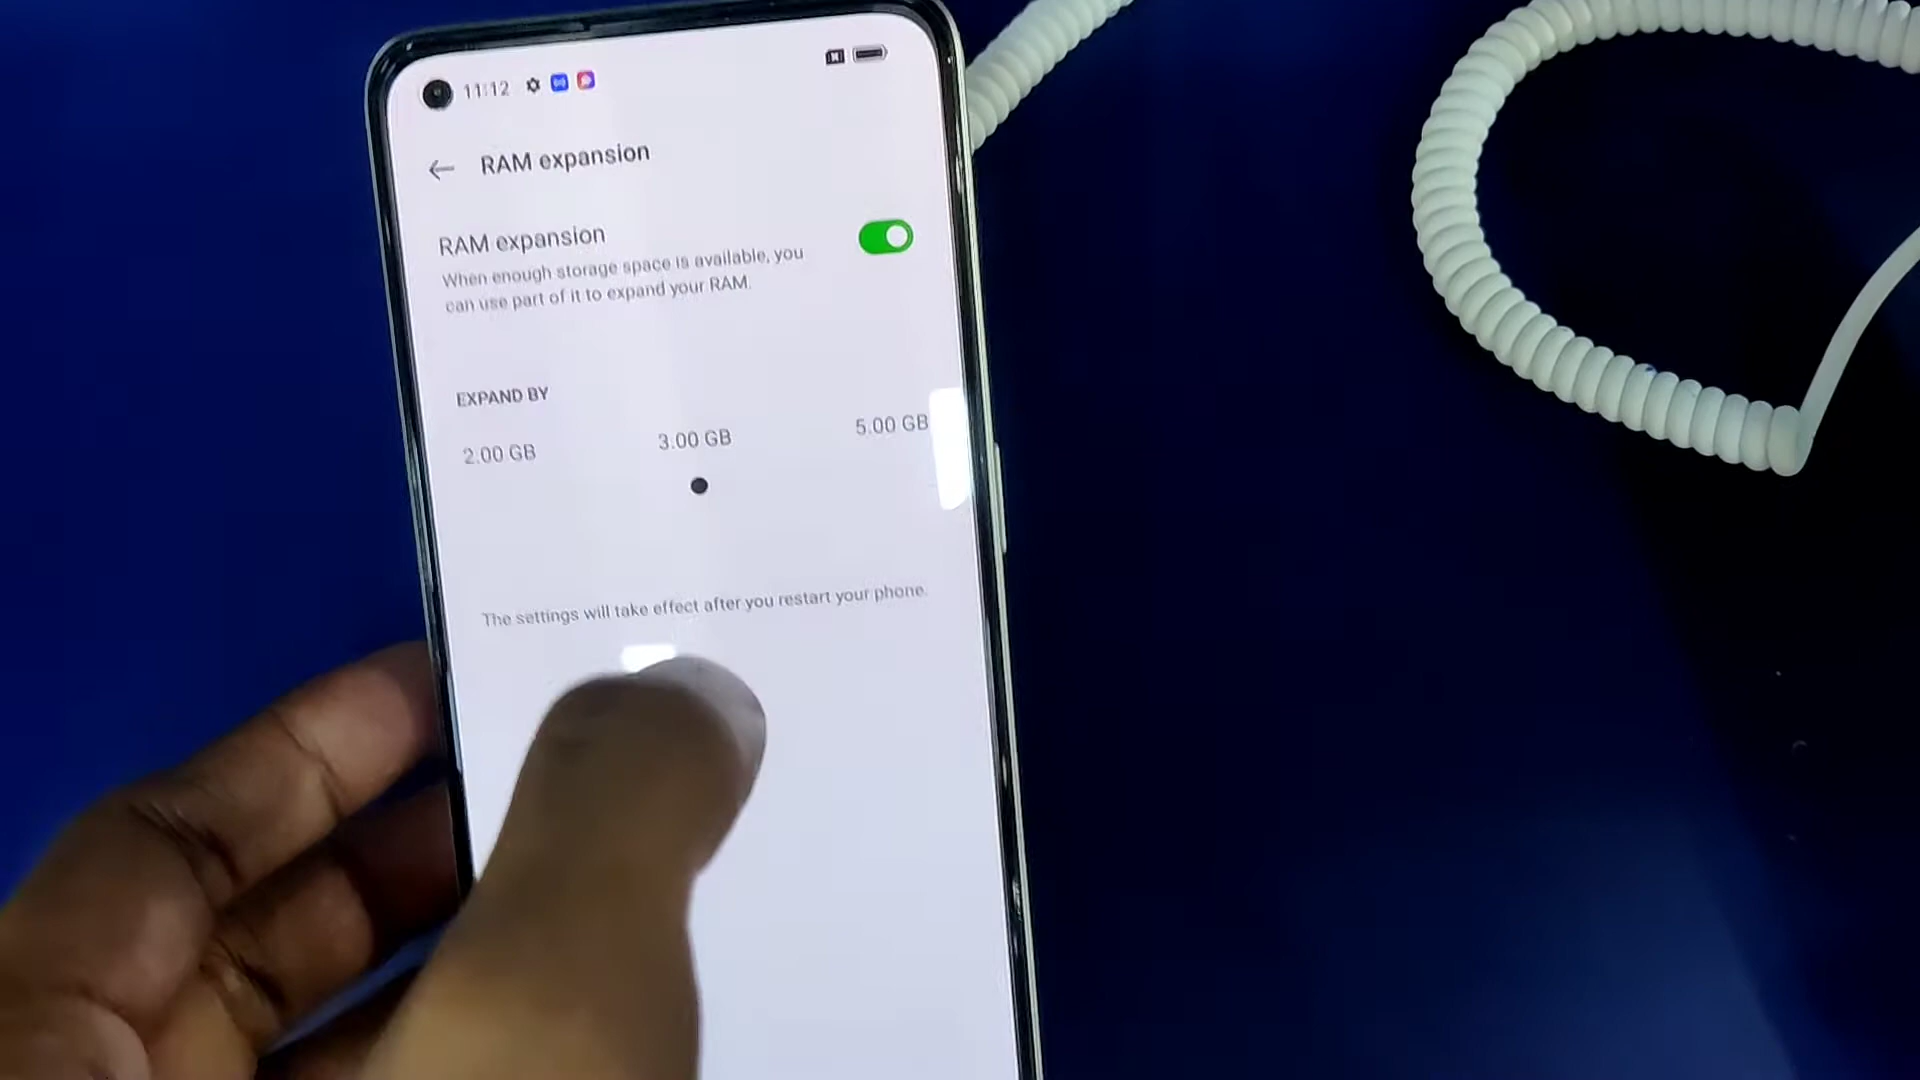 11:12
RAM expansion
RAM expansion
When enough storage space is available, you
can use part of it to expand your RAM.
EXPAND BY
2.00 GB 3.00 GB 5.00 GB
The settings will take effect after you restart your phone.